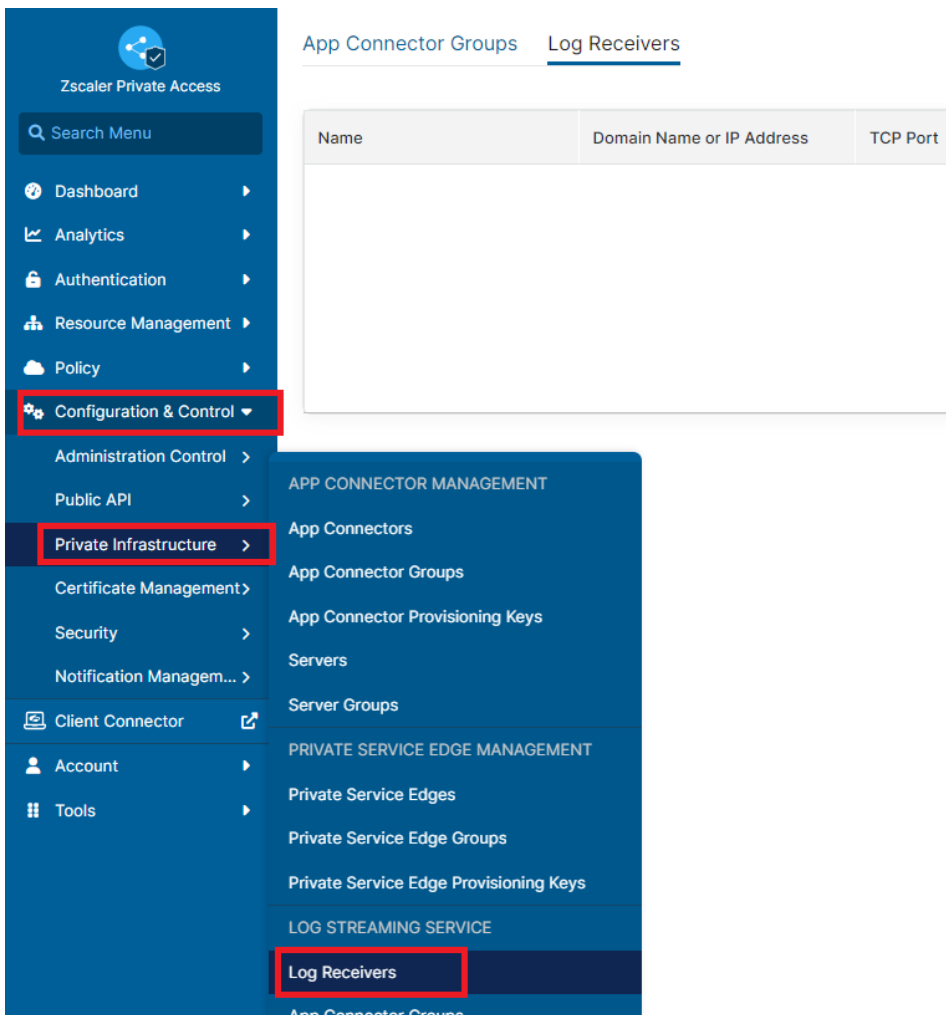 Zscaler Private Access
Search Menu
Dashboard
Analytics
Authentication
Resource Management
Policy
Configuration & Control
Administration Control
Public API
Private Infrastructure
Certificate Management
Security
Notification Managem...
Client Connector
Account
Tools
App Connector Groups Log Receivers
Name Domain Name or IP Address TCP Port
APP CONNECTOR MANAGEMENT
App Connectors
App Connector Groups
App Connector Provisioning Keys
Servers
Server Groups
PRIVATE SERVICE EDGE MANAGEMENT
Private Service Edges
Private Service Edge Groups
Private Service Edge Provisioning Keys
LOG STREAMING SERVICE
Log Receivers
App Connector Groups